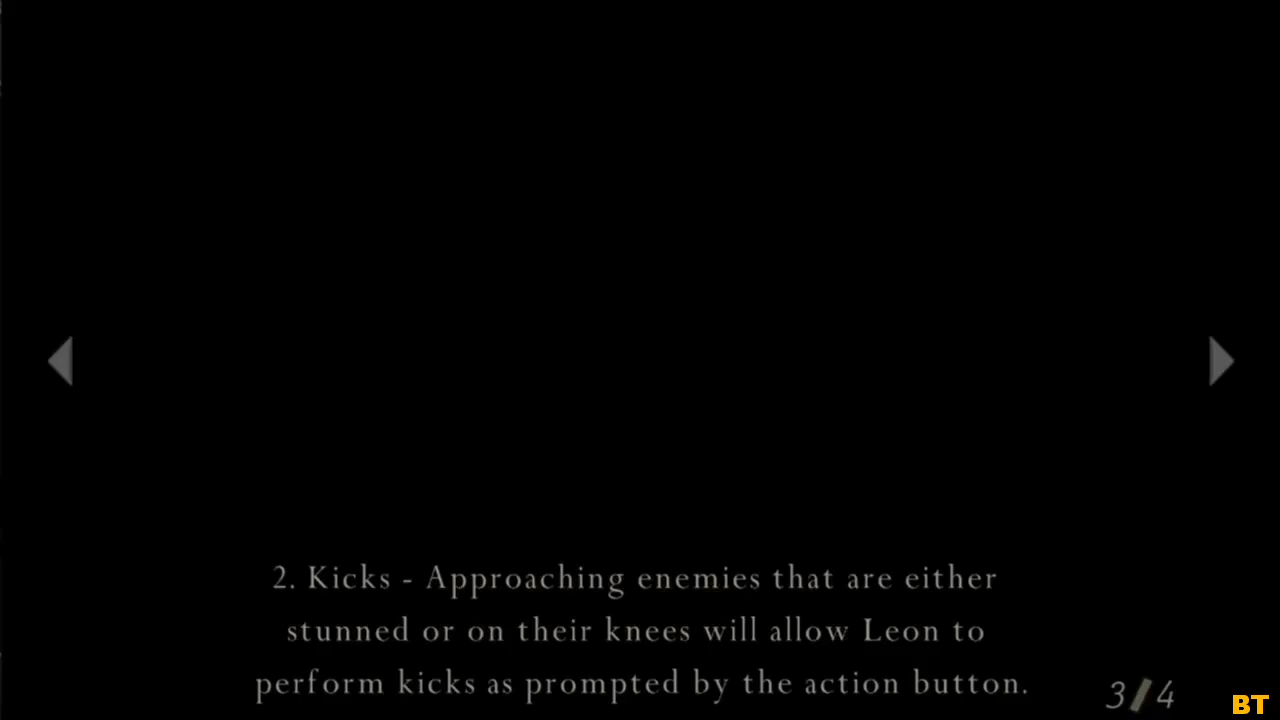 2. Kicks - Approaching enemies that are either
stunned or on their knees will allow Leon to
perform kicks as prompted by the action button.
3/4
BT